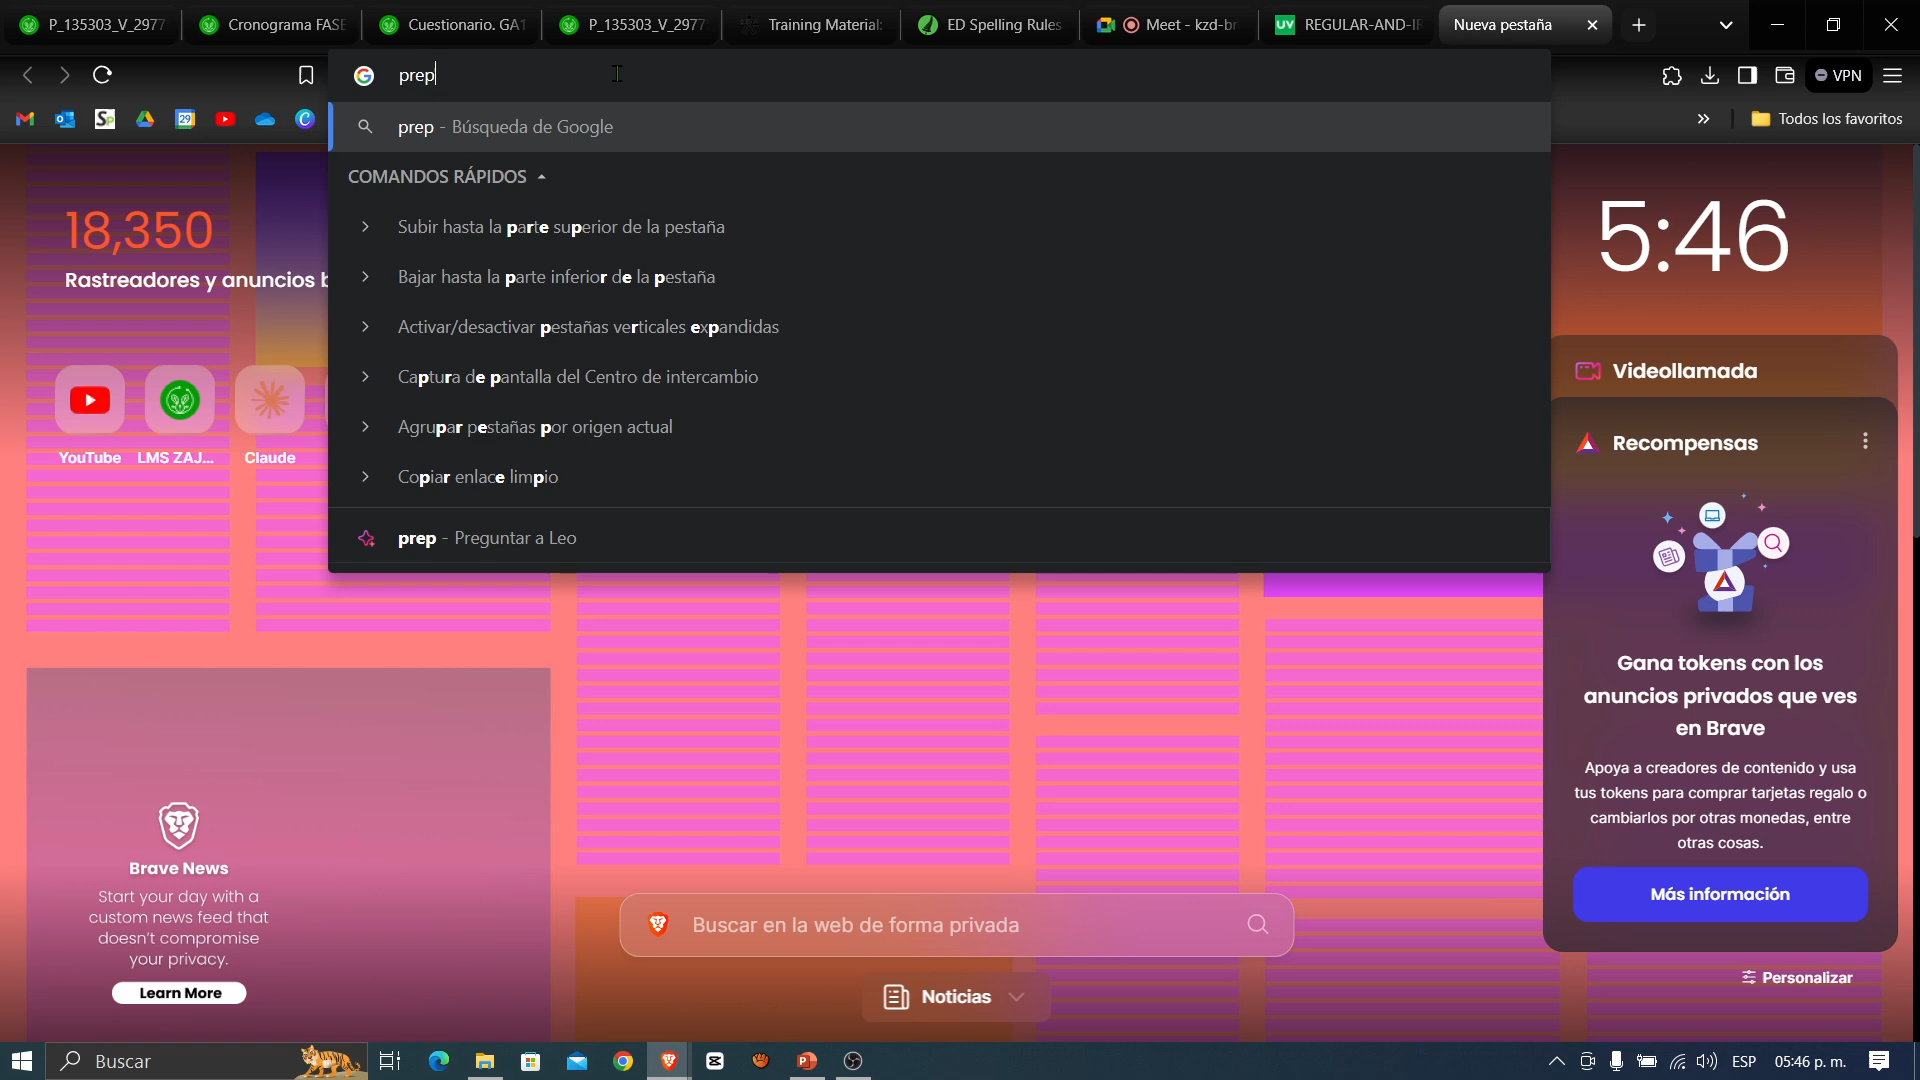 P_135303_V_2977
Cronograma FASE
Cuestionario. GA1
P_135303_V_2977
Training Material:
ED Spelling Rules
Meet - kzd-br
REGULAR-AND-IR
Nueva pestaña
prep
VPN
prep - Búsqueda de Google
Todos los favoritos
COMANDOS RÁPIDOS
Subir hasta la parte superior de la pestaña
Bajar hasta la parte inferior de la pestaña
Activar/desactivar pestañas verticales expandidas
Captura de pantalla del Centro de intercambio
Agrupar pestañas por origen actual
Copiar enlace limpio
prep - Preguntar a Leo
18,350
Rastreadores y anuncios b
YouTube
LMS ZAJ...
Claude
5:46
Videollamada
Recompensas
Gana tokens con los
anuncios privados que ves
en Brave
Apoya a creadores de contenido y usa
tus tokens para comprar tarjetas regalo o
cambiarlos por otras monedas, entre
otras cosas.
Más información
Personalizar
Brave News
Start your day with a
custom news feed that
doesn't compromise
your privacy.
Learn More
Buscar en la web de forma privada
Noticias
Buscar
ESP
05:46 p. m.